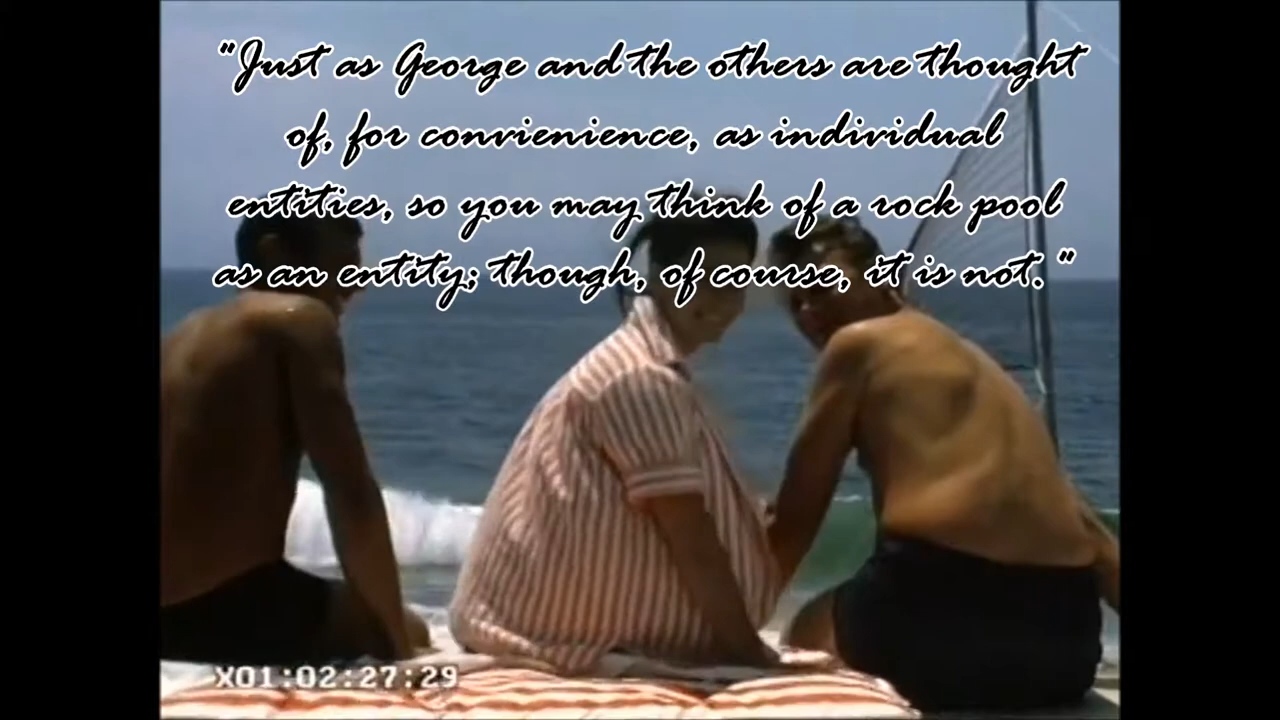 "Just as George and the others are thought
of, for convienience, as individual
entities, so you may think of a rock pool
as an entity; though, of course, it is not."
X01:02:27:29